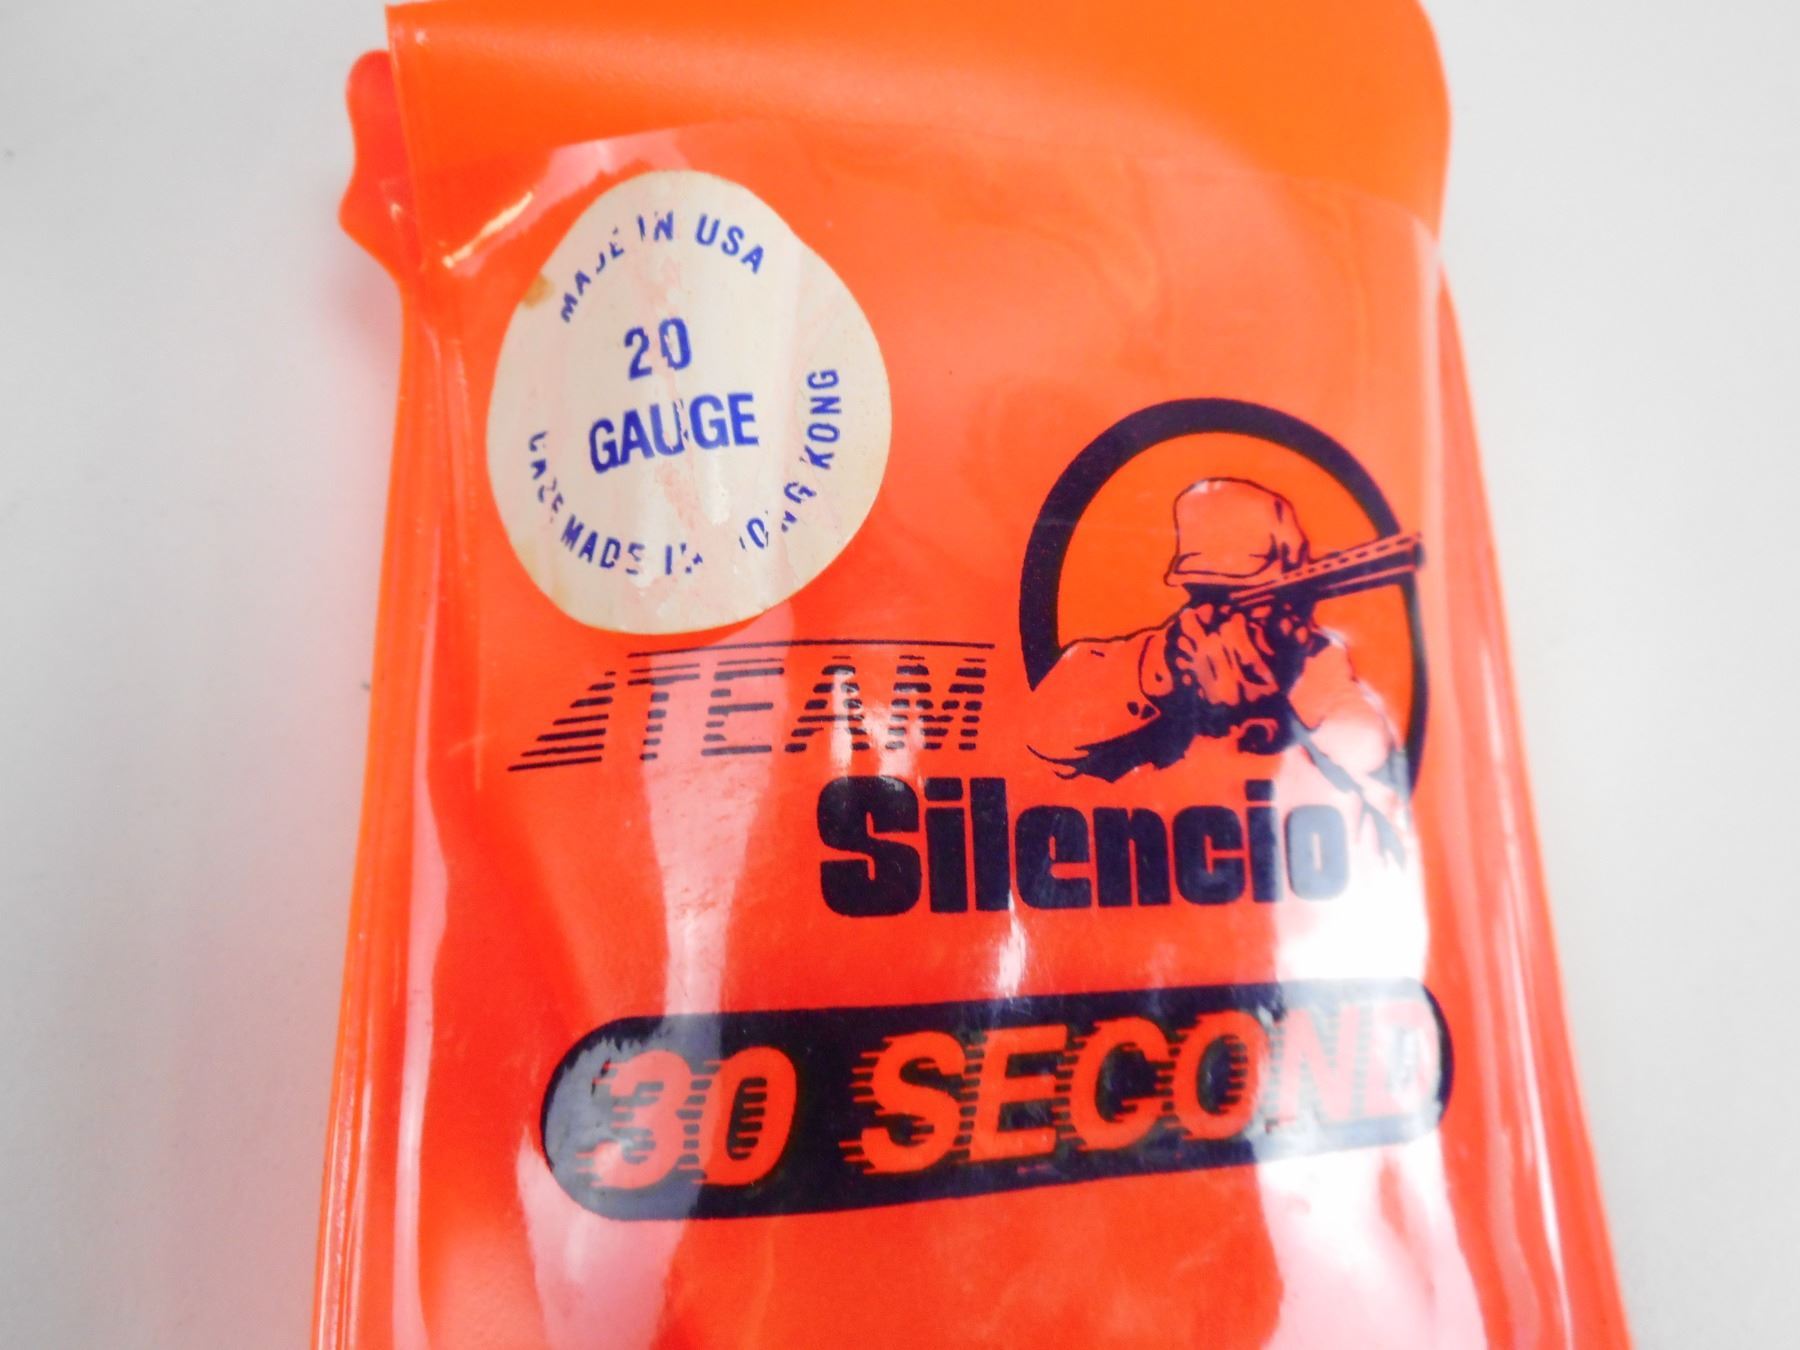 MADE IN USA
20
GAUGE
CASE MADE IN HONG KONG
TEAM
Silencio
30 SECOND